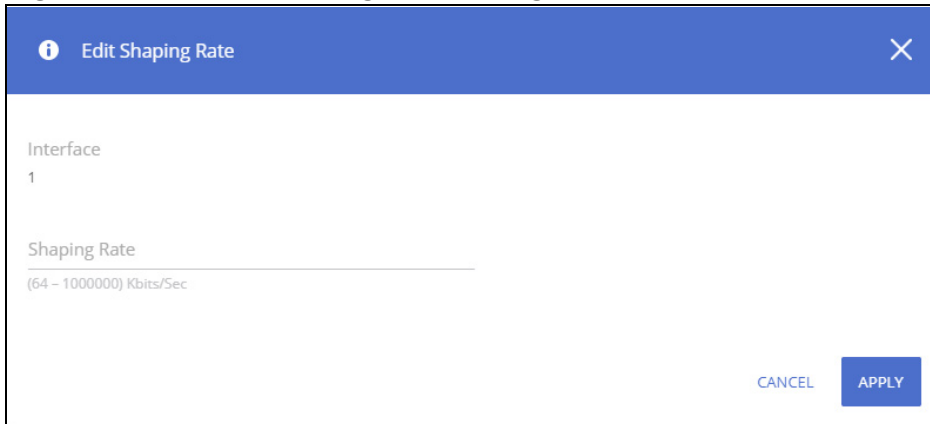 Edit Shaping Rate
Interface
1
Shaping Rate
(64 – 1000000) Kbits/Sec
CANCEL APPLY